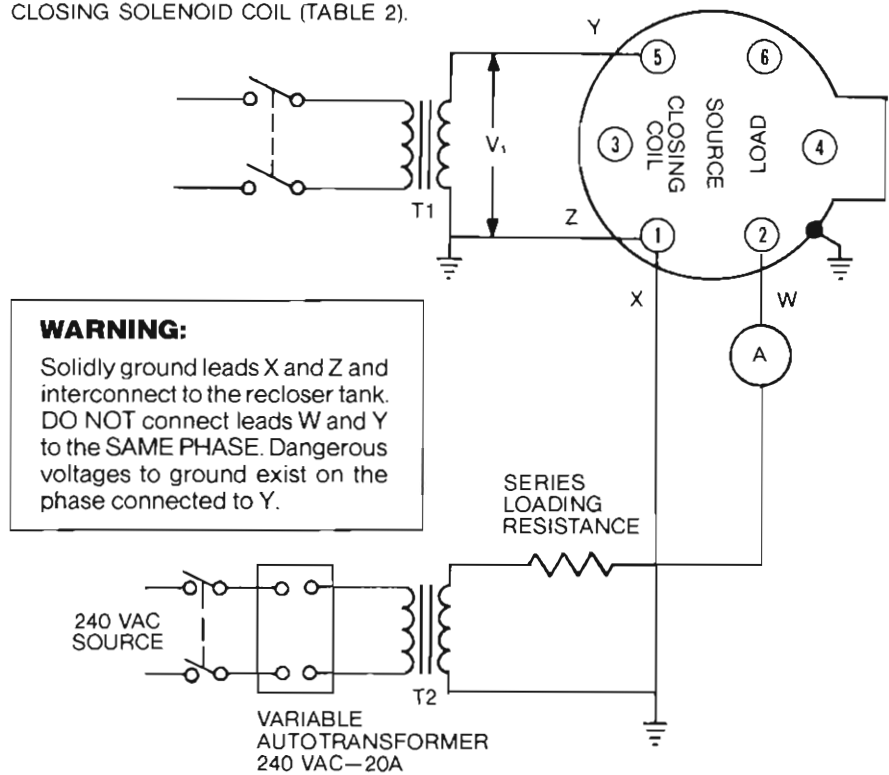 CLOSING SOLENOID COIL (TABLE 2).
Y
5
6
CLOSING
COIL
SOURCE
LOAD
3
4
V₁
T1
Z
1
2
X
W
A
WARNING:
Solidly ground leads X and Z and
interconnect to the recloser tank.
DO NOT connect leads W and Y
to the SAME PHASE. Dangerous
voltages to ground exist on the
phase connected to Y.
SERIES
LOADING
RESISTANCE
240 VAC
SOURCE
T2
VARIABLE
AUTOTRANSFORMER
240 VAC—20A